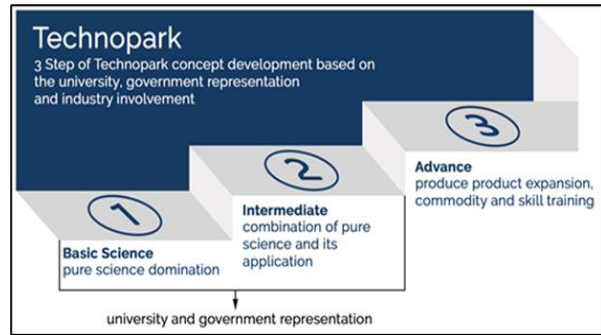 Technopark
3 Step of Technopark concept development based on
the university, government representation
and industry involvement
1
Basic Science
pure science domination
2
Intermediate
combination of pure
science and its
application
3
Advance
produce product expansion,
commodity and skill training
university and government representation